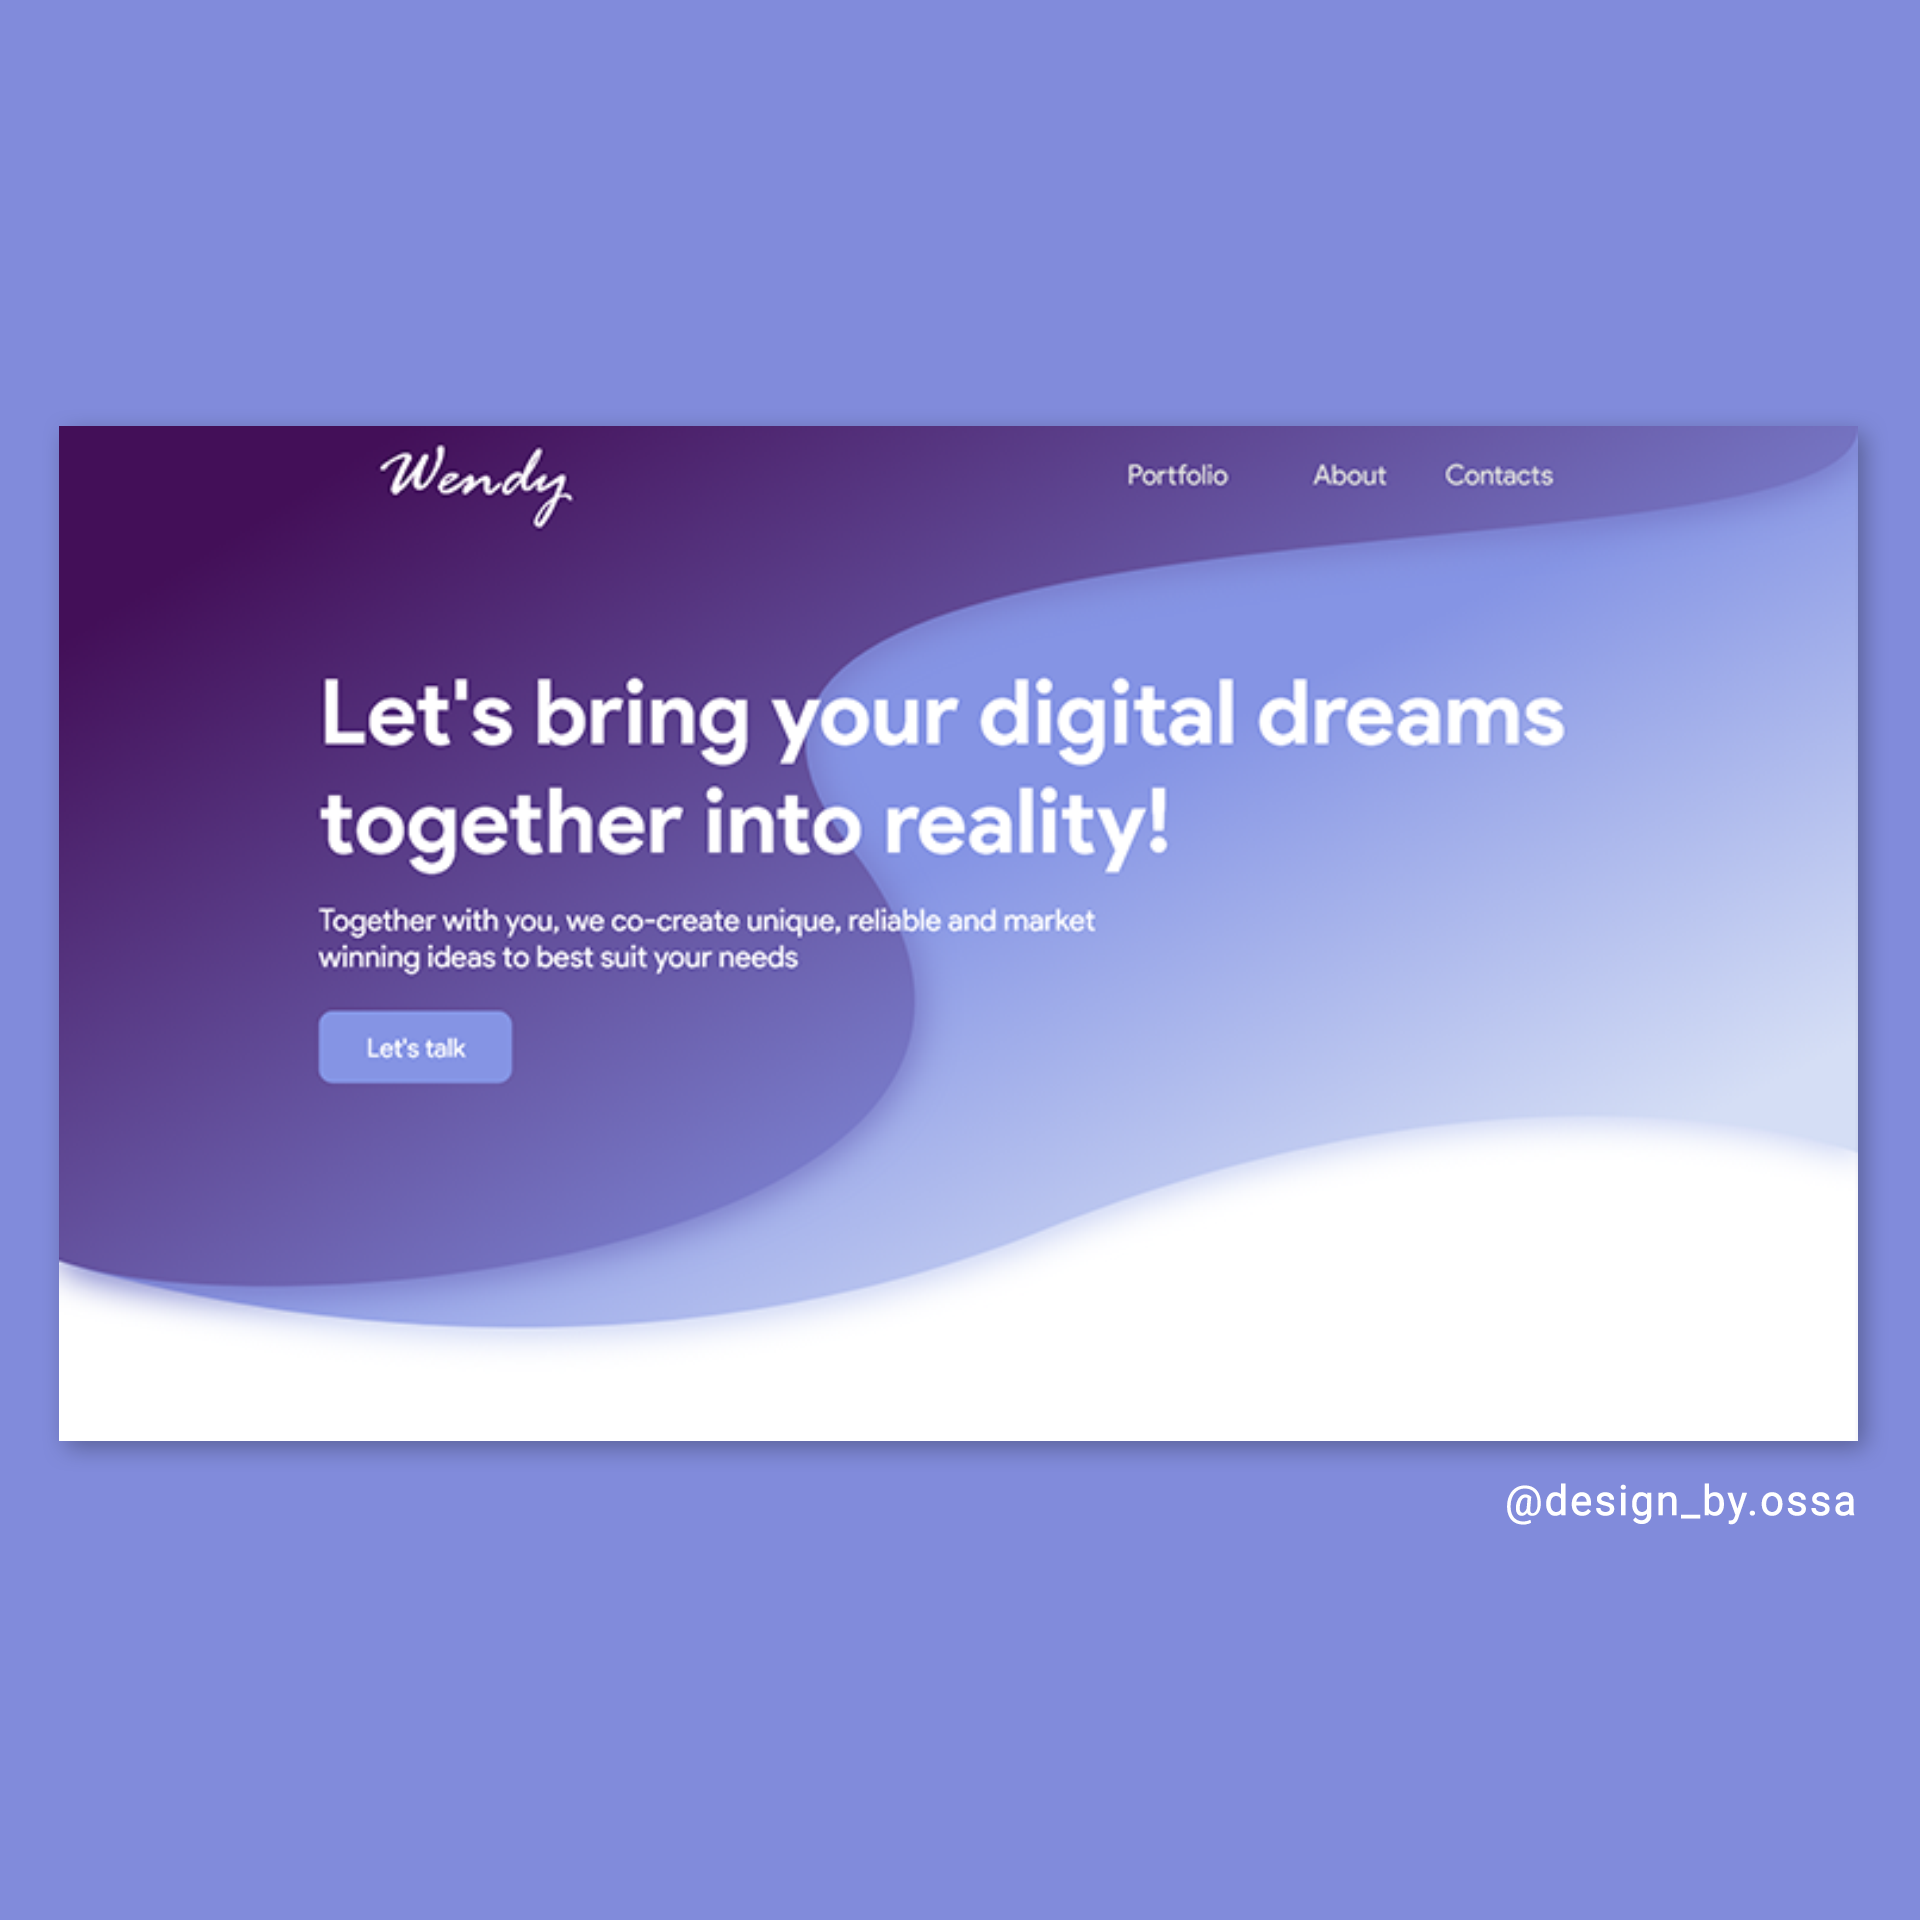 Wendy
Portfolio About Contacts
Let's bring your digital dreams
together into reality!
Together with you, we co-create unique, reliable and market
winning ideas to best suit your needs
Let's talk
@design_by.ossa